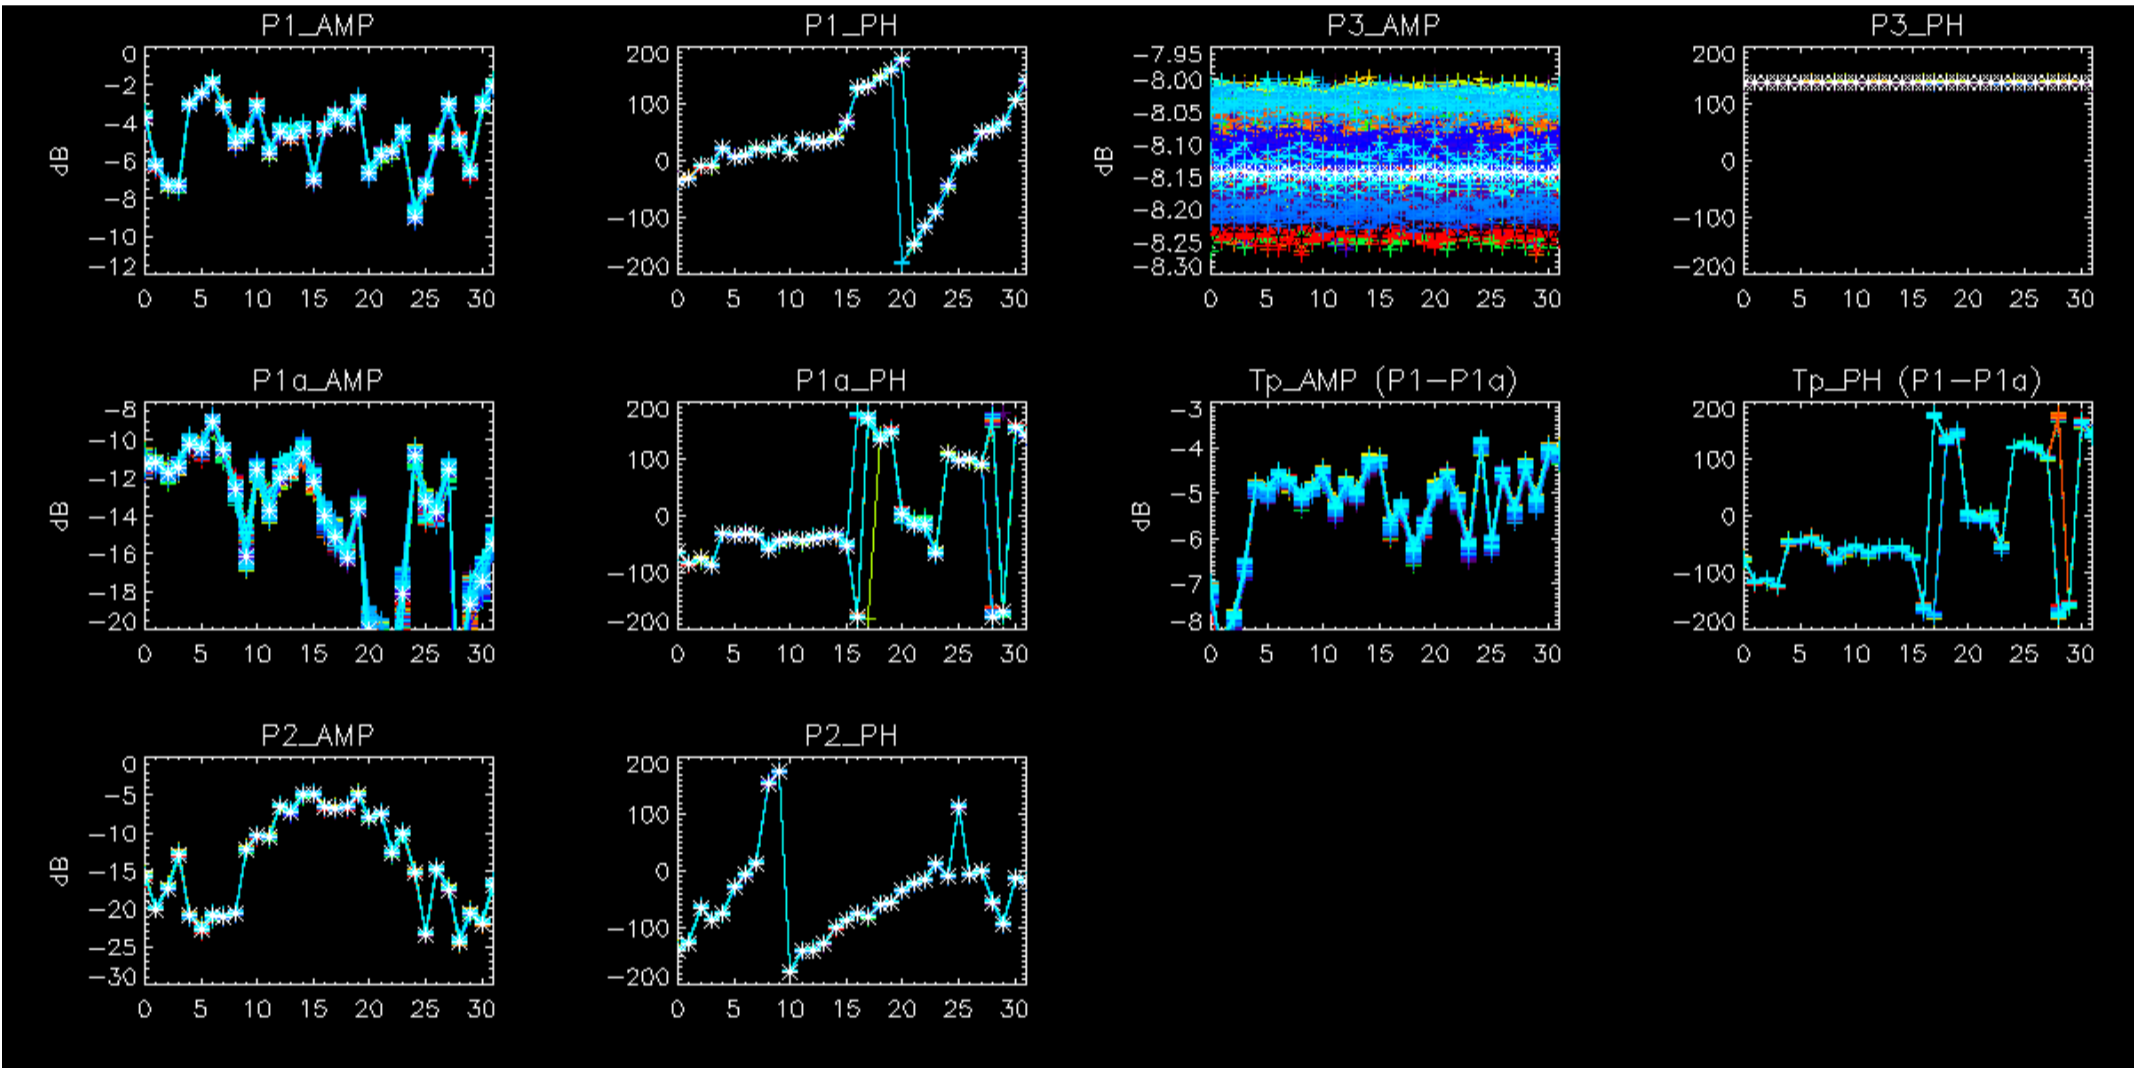 P1_AMP
0
−2
−4
−6
−8
−10
−12
dB
0 5 10 15 20 25 30
P1_PH
200
100
0
−100
−200
0 5 10 15 20 25 30
P3_AMP
−7.95
−8.00
−8.05
−8.10
−8.15
−8.20
−8.25
−8.30
dB
0 5 10 15 20 25 30
P3_PH
200
100
0
−100
−200
0 5 10 15 20 25 30
P1a_AMP
−8
−10
−12
−14
−16
−18
−20
dB
0 5 10 15 20 25 30
P1a_PH
200
100
0
−100
−200
0 5 10 15 20 25 30
Tp_AMP (P1−P1a)
−3
−4
−5
−6
−7
−8
dB
0 5 10 15 20 25 30
Tp_PH (P1−P1a)
200
100
0
−100
−200
0 5 10 15 20 25 30
P2_AMP
0
−5
−10
−15
−20
−25
−30
dB
0 5 10 15 20 25 30
P2_PH
200
100
0
−100
−200
0 5 10 15 20 25 30